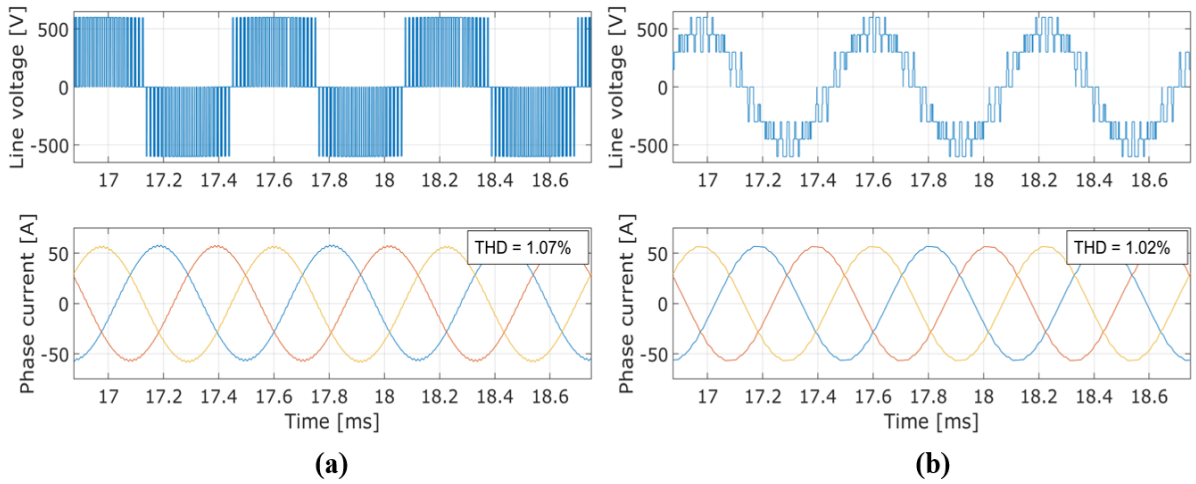 Line voltage [V]
500
0
-500
17 17.2 17.4 17.6 17.8 18 18.2 18.4 18.6
Line voltage [V]
500
0
-500
17 17.2 17.4 17.6 17.8 18 18.2 18.4 18.6
Phase current [A]
50
0
-50
THD = 1.07%
17 17.2 17.4 17.6 17.8 18 18.2 18.4 18.6
Time [ms]
Phase current [A]
50
0
-50
THD = 1.02%
17 17.2 17.4 17.6 17.8 18 18.2 18.4 18.6
Time [ms]
(a)
(b)